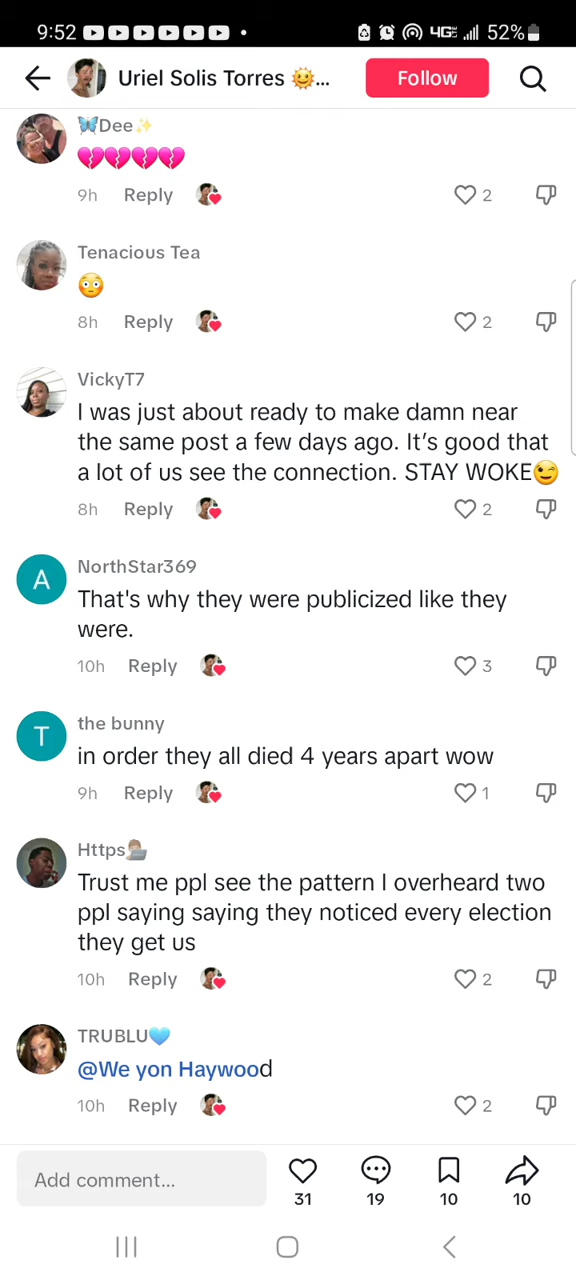 9:52
4G 52%
Uriel Solis Torres 🌞... Follow
🦋Dee✨
💔💔💔💔
9h Reply 2
Tenacious Tea
😳
8h Reply 2
VickyT7
I was just about ready to make damn near
the same post a few days ago. It's good that
a lot of us see the connection. STAY WOKE😉
8h Reply 2
A NorthStar369
That's why they were publicized like they
were.
10h Reply 3
T the bunny
in order they all died 4 years apart wow
9h Reply 1
Https👨🏼‍💻
Trust me ppl see the pattern I overheard two
ppl saying saying they noticed every election
they get us
10h Reply 2
TRUBLU🩵
@We yon Haywood
10h Reply 2
Add comment... 31 19 10 10